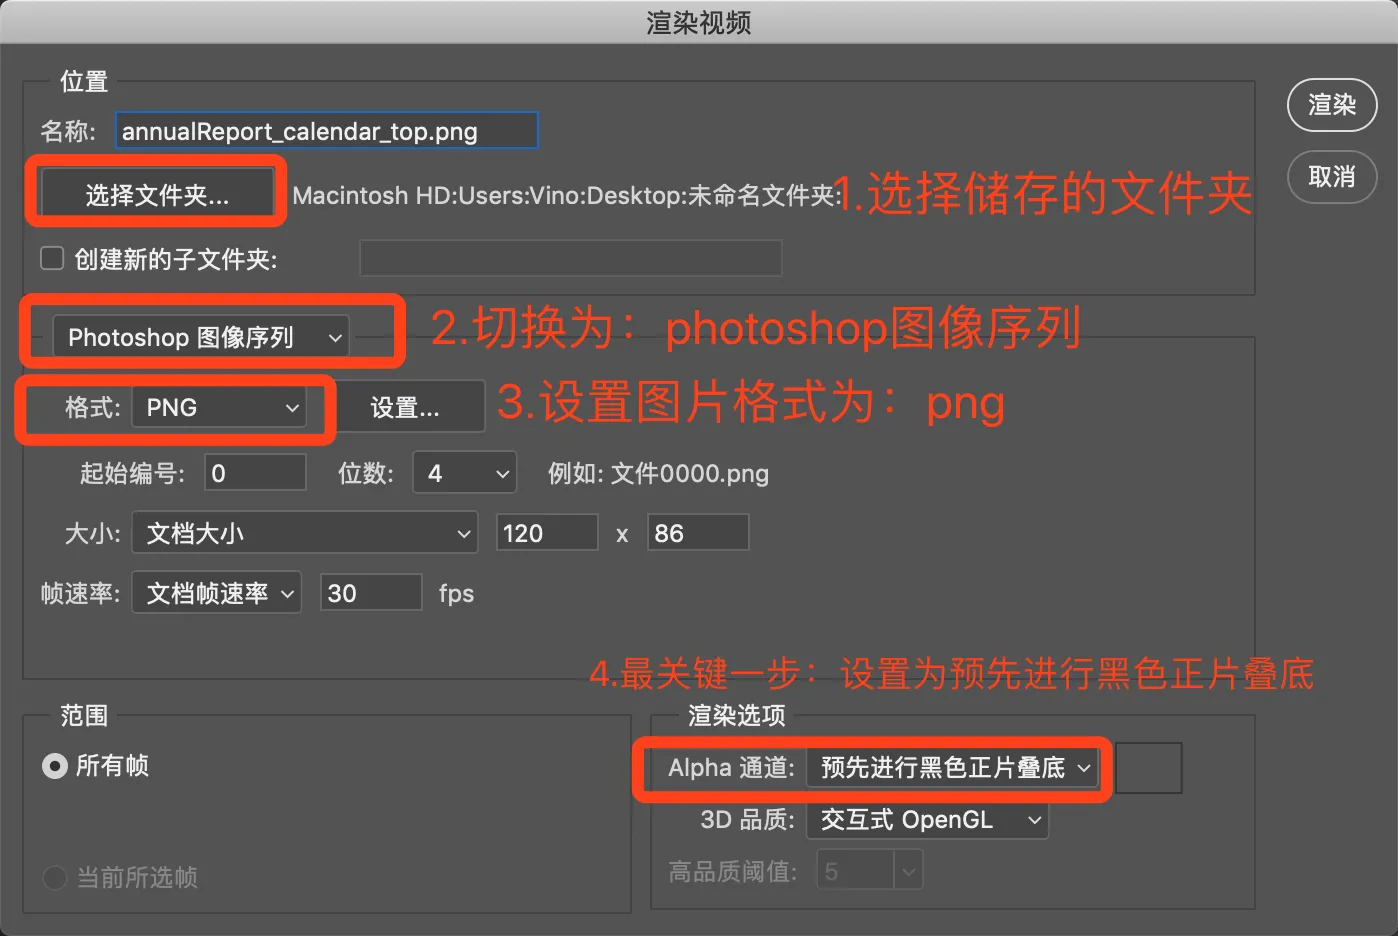 渲染视频
位置
名称: annualReport_calendar_top.png
渲染
选择文件夹... Macintosh HD:Users:Vino:Desktop:未命名文件夹: 1.选择储存的文件夹
取消
创建新的子文件夹:
Photoshop 图像序列 2.切换为：photoshop图像序列
格式: PNG 设置... 3.设置图片格式为：png
起始编号: 0 位数: 4 例如: 文件0000.png
大小: 文档大小 120 x 86
帧速率: 文档帧速率 30 fps
4.最关键一步：设置为预先进行黑色正片叠底
范围
所有帧
当前所选帧
渲染选项
Alpha 通道: 预先进行黑色正片叠底
3D 品质: 交互式 OpenGL
高品质阈值: 5